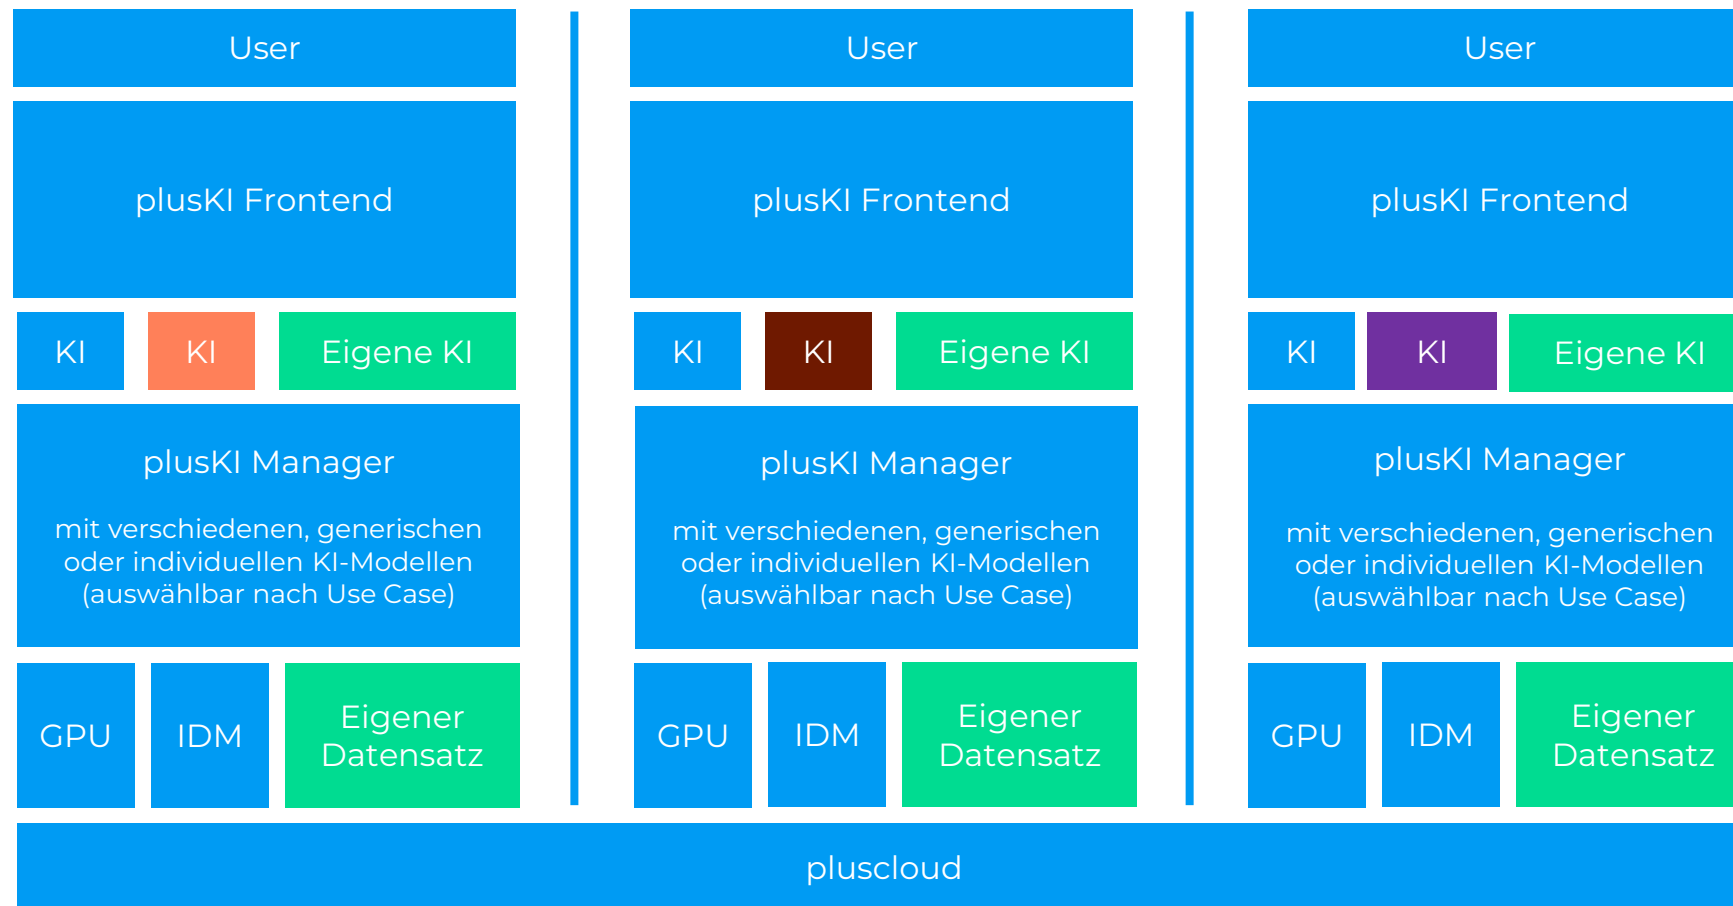 User
plusKI Frontend
KI
KI
Eigene KI
plusKI Manager
mit verschiedenen, generischen
oder individuellen KI-Modellen
(auswählbar nach Use Case)
GPU
IDM
Eigener
Datensatz
User
plusKI Frontend
KI
KI
Eigene KI
plusKI Manager
mit verschiedenen, generischen
oder individuellen KI-Modellen
(auswählbar nach Use Case)
GPU
IDM
Eigener
Datensatz
User
plusKI Frontend
KI
KI
Eigene KI
plusKI Manager
mit verschiedenen, generischen
oder individuellen KI-Modellen
(auswählbar nach Use Case)
GPU
IDM
Eigener
Datensatz
pluscloud